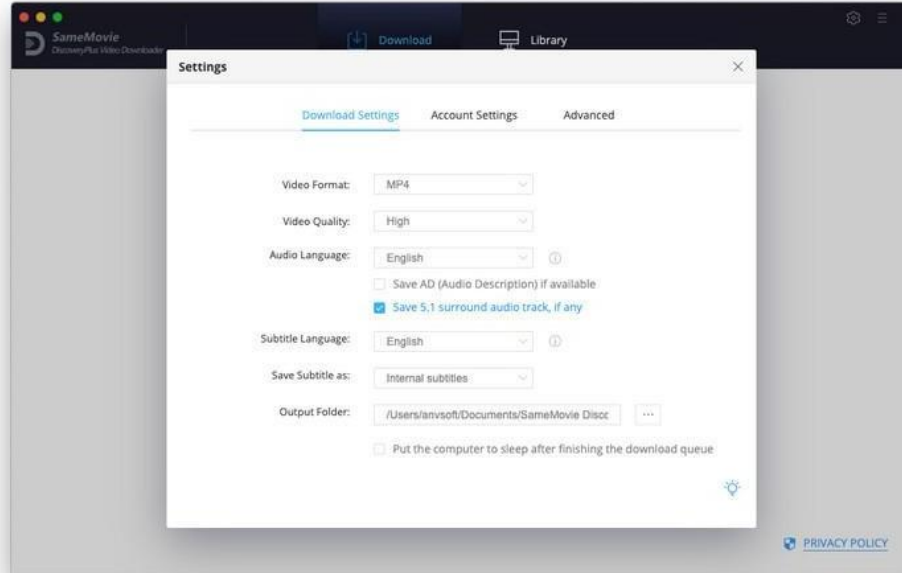 SameMovie
DiscoveryPlus Video Downloader
Download
Library
Settings
Download Settings
Account Settings
Advanced
Video Format:
MP4
Video Quality:
High
Audio Language:
English
Save AD (Audio Description) if available
Save 5.1 surround audio track, if any
Subtitle Language:
English
Save Subtitle as:
Internal subtitles
Output Folder:
/Users/anvsoft/Documents/SameMovie Disco
...
Put the computer to sleep after finishing the download queue
PRIVACY POLICY